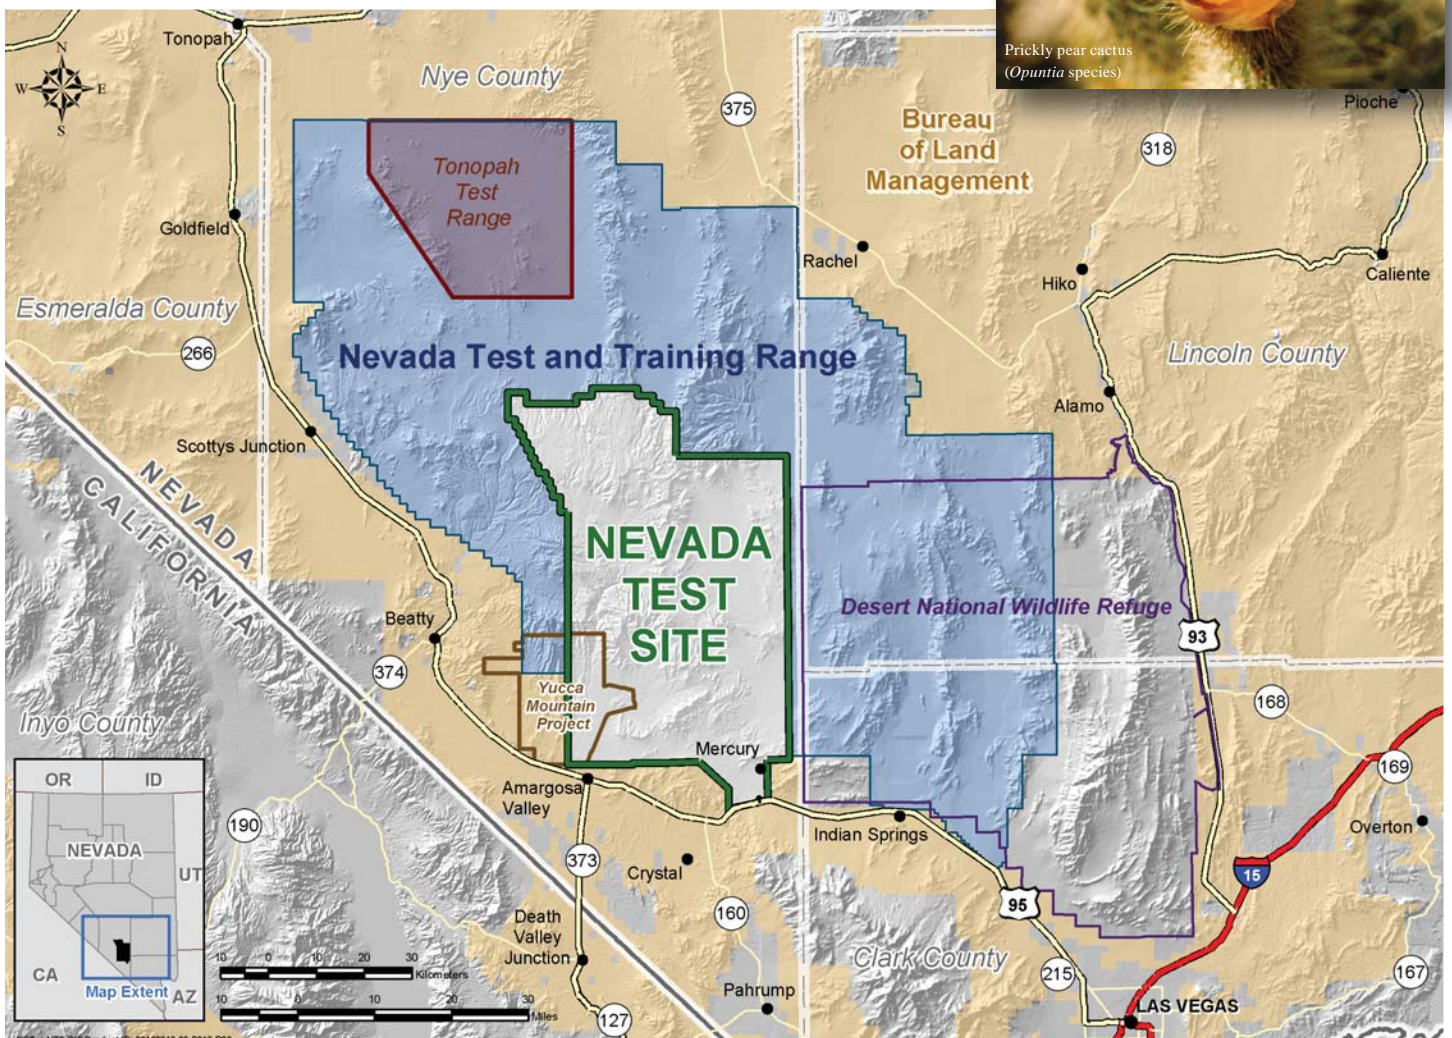 Prickly pear cactus
(Opuntia species)
Tonopah
N
W E
S
Nye County
375
Pioche
Bureau
of Land
Management
318
Tonopah
Test
Range
Goldfield
Rachel
Hiko
Caliente
Esmeralda County
266
Nevada Test and Training Range
Lincoln County
Alamo
Scottys Junction
NEVADA
CALIFORNIA
NEVADA
TEST
SITE
Desert National Wildlife Refuge
Beatty
93
374
Yucca
Mountain
Project
Inyo County
168
Mercury
169
Amargosa
Valley
OR ID
NEVADA
UT
CA
Map Extent
AZ
190
Indian Springs
Overton
373
Crystal
15
160
95
Death
Valley
Junction
Clark County
215
167
10 0 10 20 30
Kilometers
10 0 10 20 30
Miles
Pahrump
127
LAS VEGAS